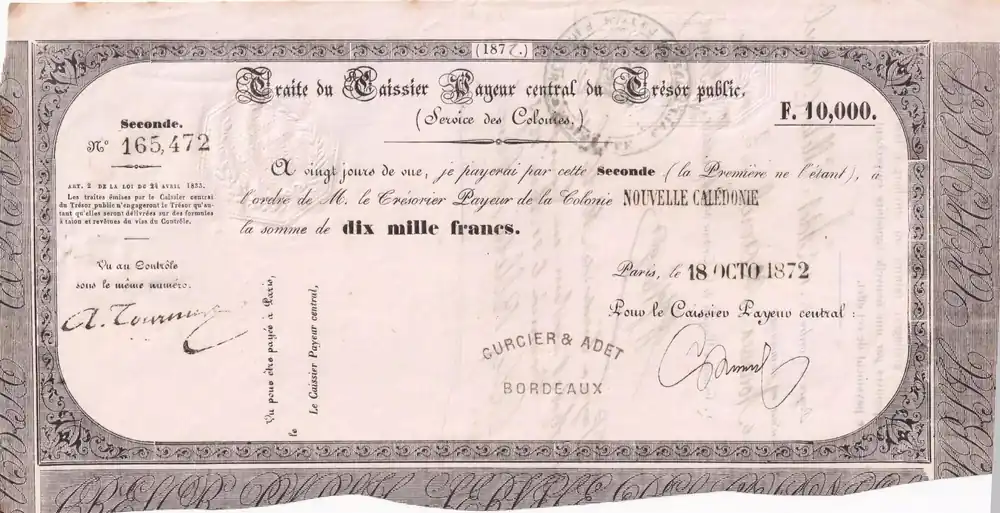 (1872.)
Traite du Caissier Payeur central du Trésor public.
(Service des Colonies.)
F. 10,000.
Seconde.
Nº 165,472
ART. 2 DE LA LOI DU 24 AVRIL 1833.
Les traites émises par le Caissier central
du Trésor public n'engageront le Trésor qu'au-
tant qu'elles seront délivrées sur des formules
à talon et revêtues du visa du Contrôle.
Vu au Contrôle
sous le même numéro.
A vingt jours de vue, je payerai par cette Seconde (la Première ne l'étant), à
l'ordre de M. le Trésorier Payeur de la Colonie NOUVELLE CALÉDONIE
la somme de dix mille francs.
Paris, le 18 OCTO 1872
Pour le Caissier Payeur central :
Vu pour être payée à Paris,
le
Le Caissier Payeur central,
CURCIER & ADET
BORDEAUX